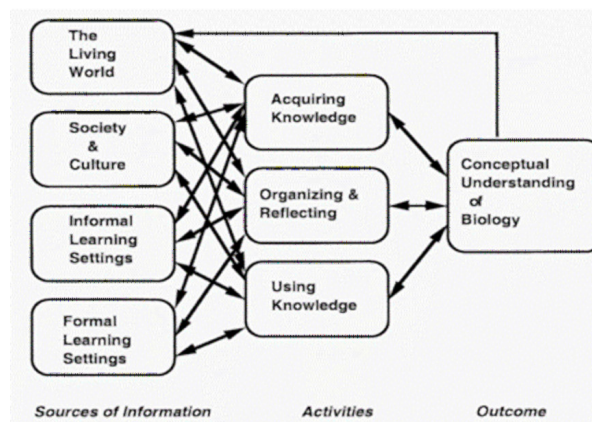 The
Living
World
Society
&
Culture
Informal
Learning
Settings
Formal
Learning
Settings
Acquiring
Knowledge
Organizing &
Reflecting
Using
Knowledge
Conceptual
Understanding
of
Biology
Sources of Information
Activities
Outcome